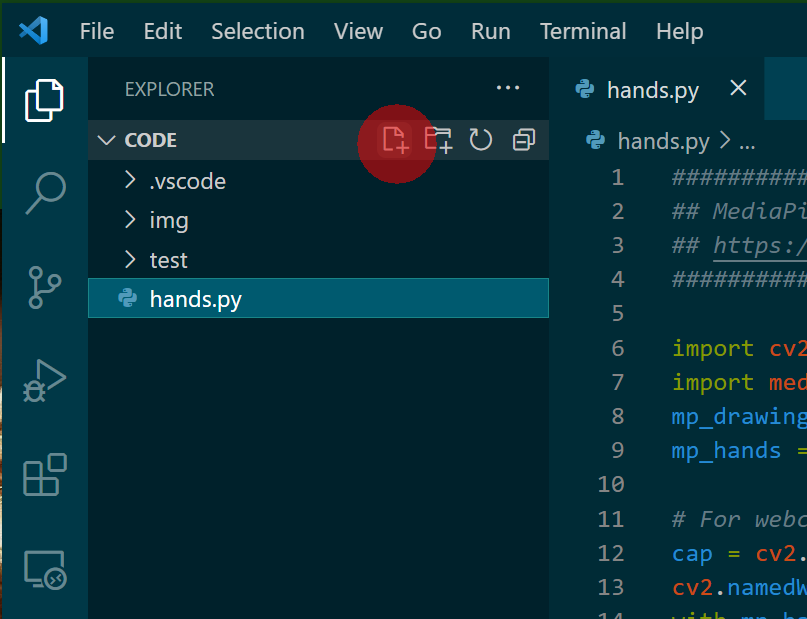 File Edit Selection View Go Run Terminal Help
EXPLORER ...
CODE
.vscode
img
test
hands.py
hands.py
hands.py > ...
1 ##########
2 ## MediaPi
3 ## https:/
4 ##########
5
6 import cv2
7 import med
8 mp_drawing
9 mp_hands =
10
11 # For webc
12 cap = cv2.
13 cv2.namedW
14 with mp_ha